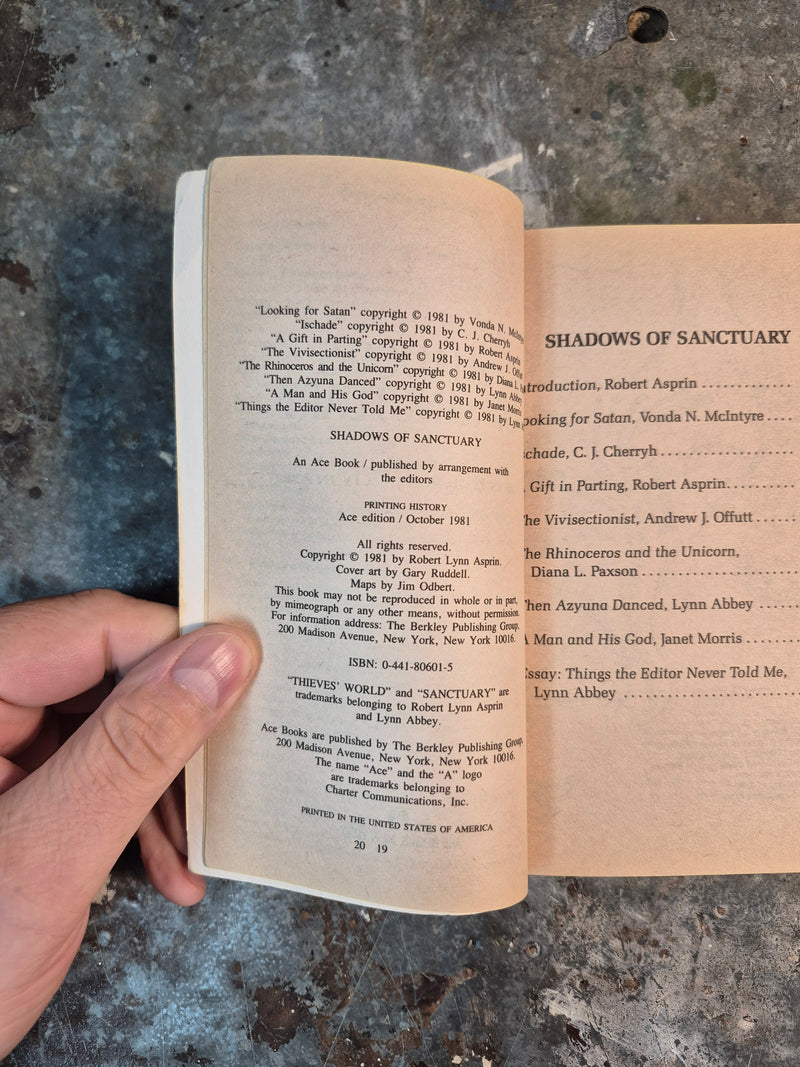 “Looking for Satan” copyright © 1981 by Vonda N.
“Ischade” copyright © 1981 by C. J. Cherryh
“A Gift in Parting” copyright © 1981 by Robert Asprin
“The Vivisectionist” copyright © 1981 by Andrew J. Offutt
“The Rhinoceros and the Unicorn” copyright © 1981 by Diana L.
“Then Azyuna Danced” copyright © 1981 by Lynn Abbey
“A Man and His God” copyright © 1981 by Janet Morris
“Things the Editor Never Told Me” copyright © 1981 by Lynn
SHADOWS OF SANCTUARY
An Ace Book / published by arrangement with
the editors
PRINTING HISTORY
Ace edition / October 1981
All rights reserved.
Copyright © 1981 by Robert Lynn Asprin.
Cover art by Gary Ruddell.
Maps by Jim Odbert.
This book may not be reproduced in whole or in part,
by mimeograph or any other means, without permission.
For information address: The Berkley Publishing Group,
200 Madison Avenue, New York, New York 10016.
ISBN: 0-441-80601-5
“THIEVES’ WORLD” and “SANCTUARY” are
trademarks belonging to Robert Lynn Asprin
and Lynn Abbey.
Ace Books are published by The Berkley Publishing Group,
200 Madison Avenue, New York, New York 10016.
The name “Ace” and the “A” logo
are trademarks belonging to
Charter Communications, Inc.
PRINTED IN THE UNITED STATES OF AMERICA
20 19
SHADOWS OF SANCTUARY
ntroduction, Robert Asprin ............
ooking for Satan, Vonda N. McIntyre ....
schade, C. J. Cherryh ..................
Gift in Parting, Robert Asprin.........
The Vivisectionist, Andrew J. Offutt ......
The Rhinoceros and the Unicorn,
Diana L. Paxson .....................
Then Azyuna Danced, Lynn Abbey ......
A Man and His God, Janet Morris ........
Essay: Things the Editor Never Told Me,
Lynn Abbey .......................